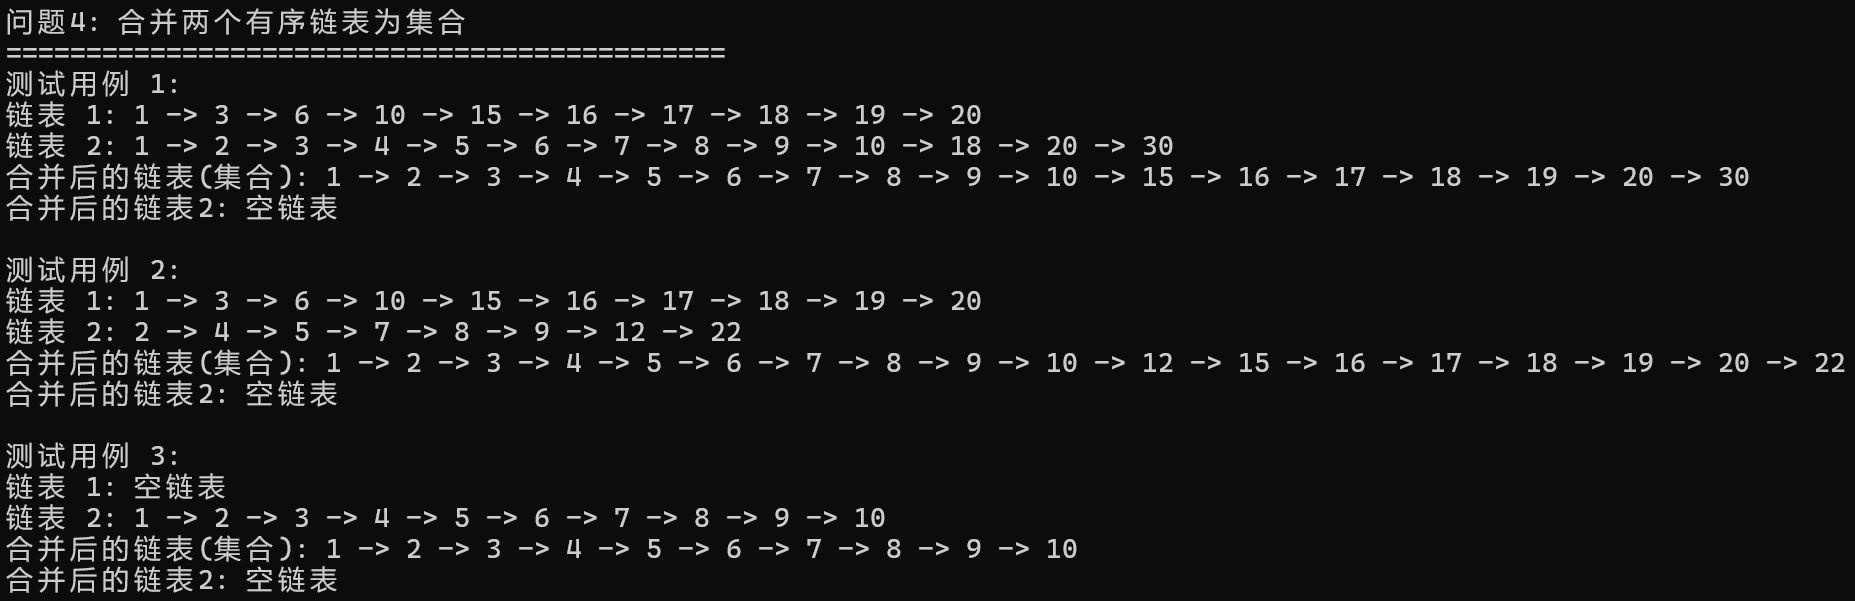 问题4: 合并两个有序链表为集合
=============================================
测试用例 1:
链表 1: 1 -> 3 -> 6 -> 10 -> 15 -> 16 -> 17 -> 18 -> 19 -> 20
链表 2: 1 -> 2 -> 3 -> 4 -> 5 -> 6 -> 7 -> 8 -> 9 -> 10 -> 18 -> 20 -> 30
合并后的链表(集合): 1 -> 2 -> 3 -> 4 -> 5 -> 6 -> 7 -> 8 -> 9 -> 10 -> 15 -> 16 -> 17 -> 18 -> 19 -> 20 -> 30
合并后的链表2: 空链表
测试用例 2:
链表 1: 1 -> 3 -> 6 -> 10 -> 15 -> 16 -> 17 -> 18 -> 19 -> 20
链表 2: 2 -> 4 -> 5 -> 7 -> 8 -> 9 -> 12 -> 22
合并后的链表(集合): 1 -> 2 -> 3 -> 4 -> 5 -> 6 -> 7 -> 8 -> 9 -> 10 -> 12 -> 15 -> 16 -> 17 -> 18 -> 19 -> 20 -> 22
合并后的链表2: 空链表
测试用例 3:
链表 1: 空链表
链表 2: 1 -> 2 -> 3 -> 4 -> 5 -> 6 -> 7 -> 8 -> 9 -> 10
合并后的链表(集合): 1 -> 2 -> 3 -> 4 -> 5 -> 6 -> 7 -> 8 -> 9 -> 10
合并后的链表2: 空链表